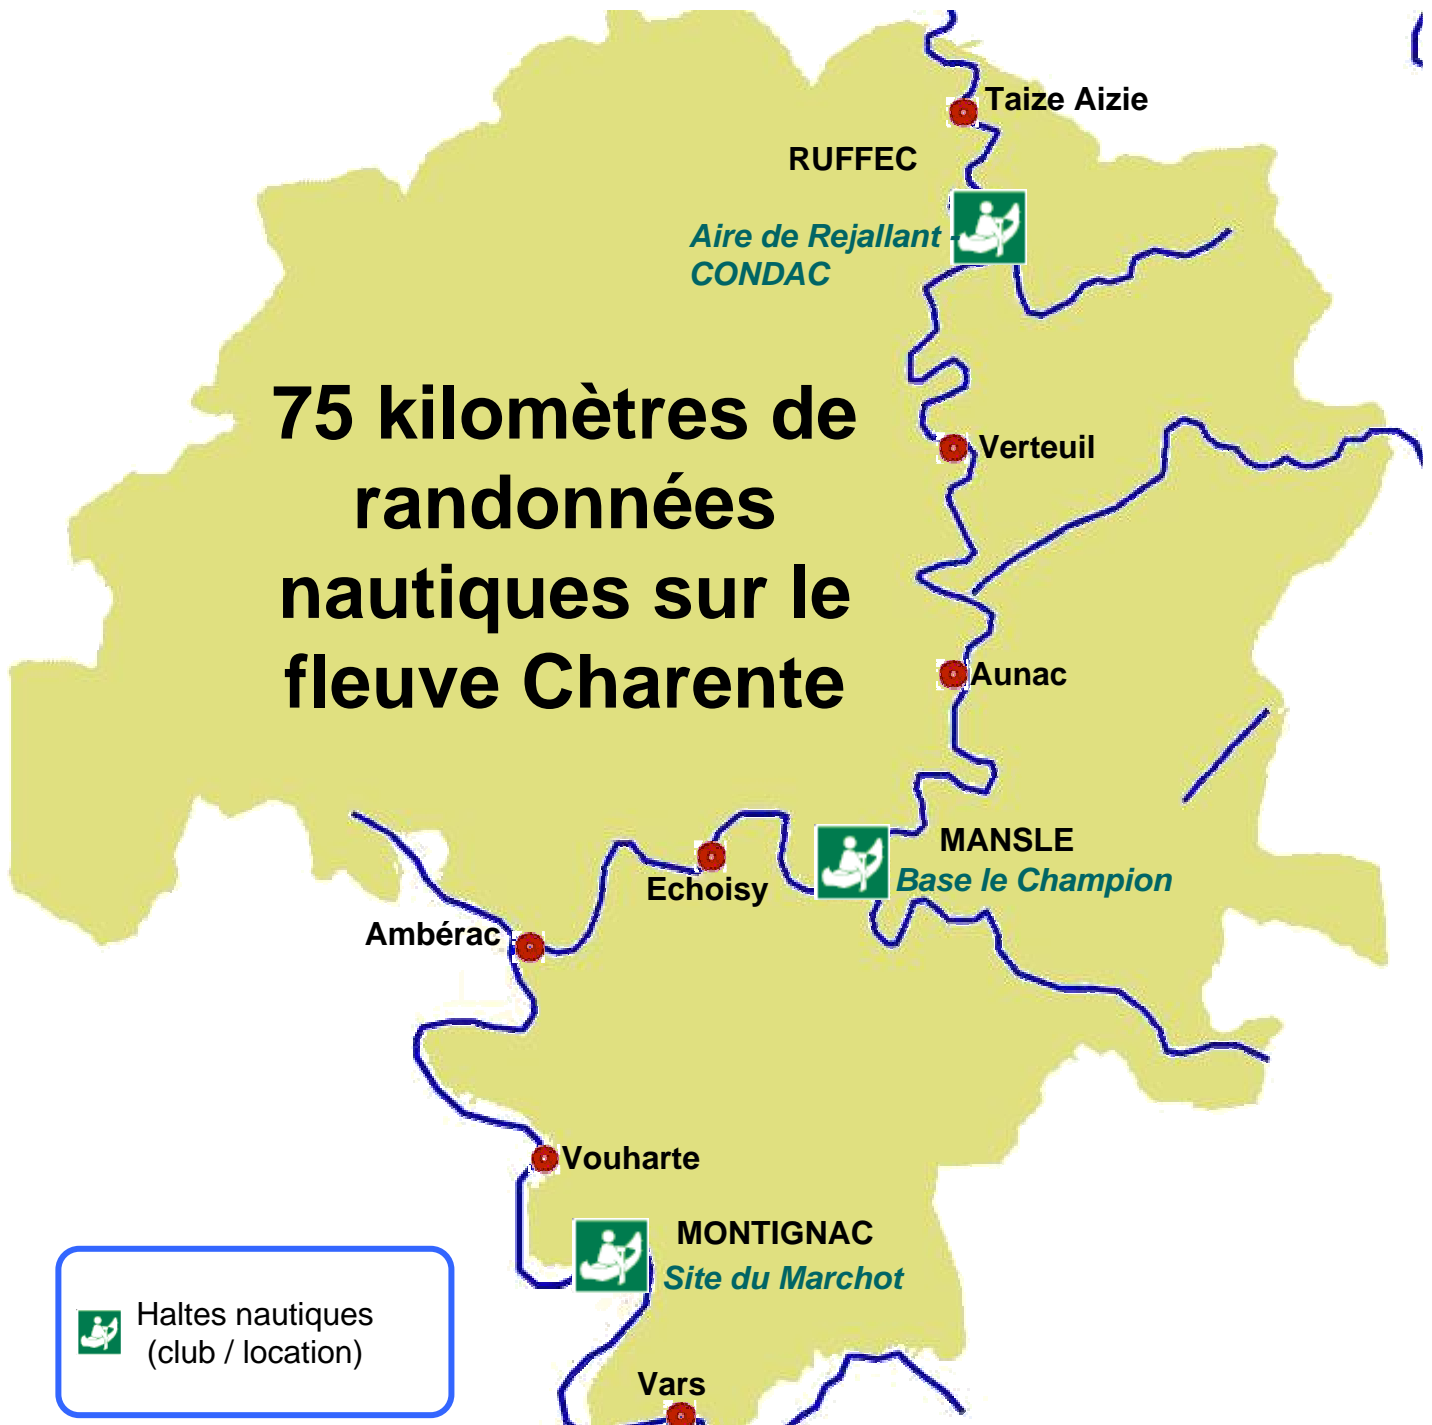 Taize Aizie
RUFFEC
Aire de Rejallant -
CONDAC
75 kilomètres de
randonnées
nautiques sur le
fleuve Charente
Verteuil
Aunac
MANSLE
Base le Champion
Echoisy
Ambérac
Vouharte
MONTIGNAC
Site du Marchot
Haltes nautiques
(club / location)
Vars